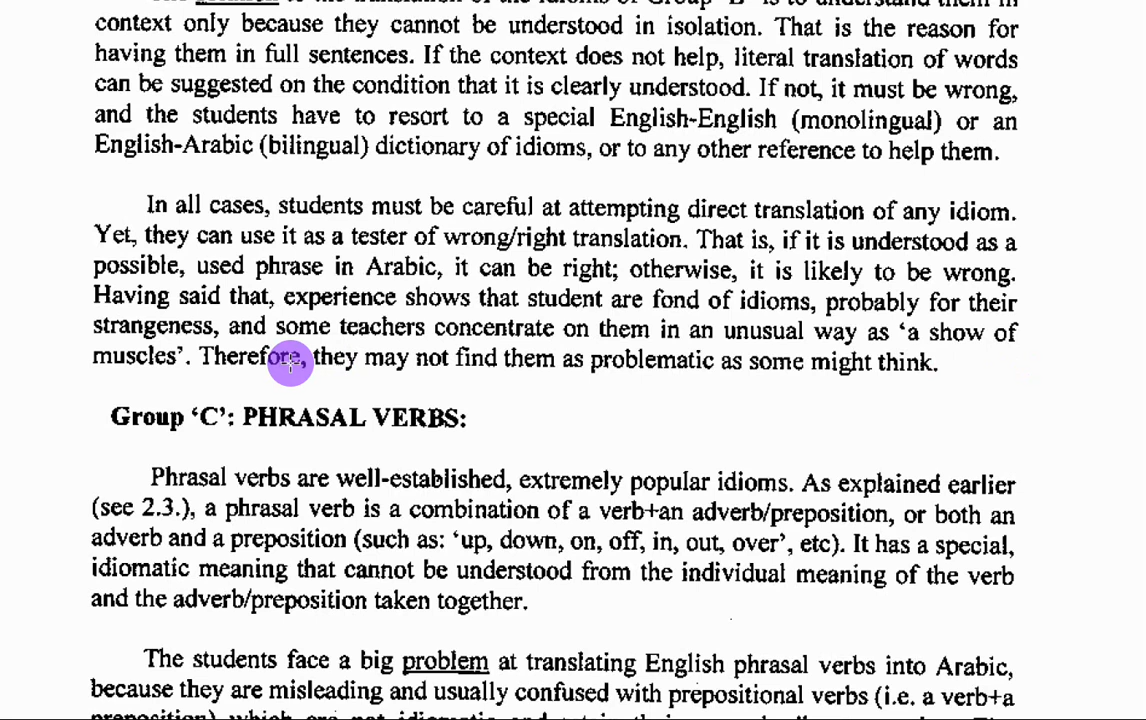 context only because they cannot be understood in isolation. That is the reason for
having them in full sentences. If the context does not help, literal translation of words
can be suggested on the condition that it is clearly understood. If not, it must be wrong,
and the students have to resort to a special English-English (monolingual) or an
English-Arabic (bilingual) dictionary of idioms, or to any other reference to help them.
In all cases, students must be careful at attempting direct translation of any idiom.
Yet, they can use it as a tester of wrong/right translation. That is, if it is understood as a
possible, used phrase in Arabic, it can be right; otherwise, it is likely to be wrong.
Having said that, experience shows that student are fond of idioms, probably for their
strangeness, and some teachers concentrate on them in an unusual way as ‘a show of
muscles’. Therefore, they may not find them as problematic as some might think.
Group ‘C’: PHRASAL VERBS:
Phrasal verbs are well-established, extremely popular idioms. As explained earlier
(see 2.3.), a phrasal verb is a combination of a verb+an adverb/preposition, or both an
adverb and a preposition (such as: ‘up, down, on, off, in, out, over’, etc). It has a special,
idiomatic meaning that cannot be understood from the individual meaning of the verb
and the adverb/preposition taken together.
The students face a big problem at translating English phrasal verbs into Arabic,
because they are misleading and usually confused with prepositional verbs (i.e. a verb+a